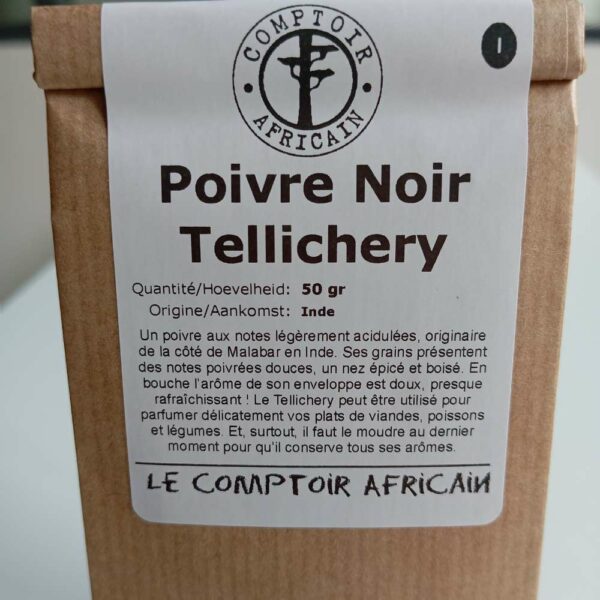 COMPTOIR
AFRICAIN
I
Poivre Noir
Tellichery
Quantité/Hoevelheid: 50 gr
Origine/Aankomst: Inde
Un poivre aux notes légèrement acidulées, originaire
de la côté de Malabar en Inde. Ses grains présentent
des notes poivrées douces, un nez épicé et boisé. En
bouche l'arôme de son enveloppe est doux, presque
rafraîchissant ! Le Tellichery peut être utilisé pour
parfumer délicatement vos plats de viandes, poissons
et légumes. Et, surtout, il faut le moudre au dernier
moment pour qu'il conserve tous ses arômes.
LE COMPTOIR AFRICAIN